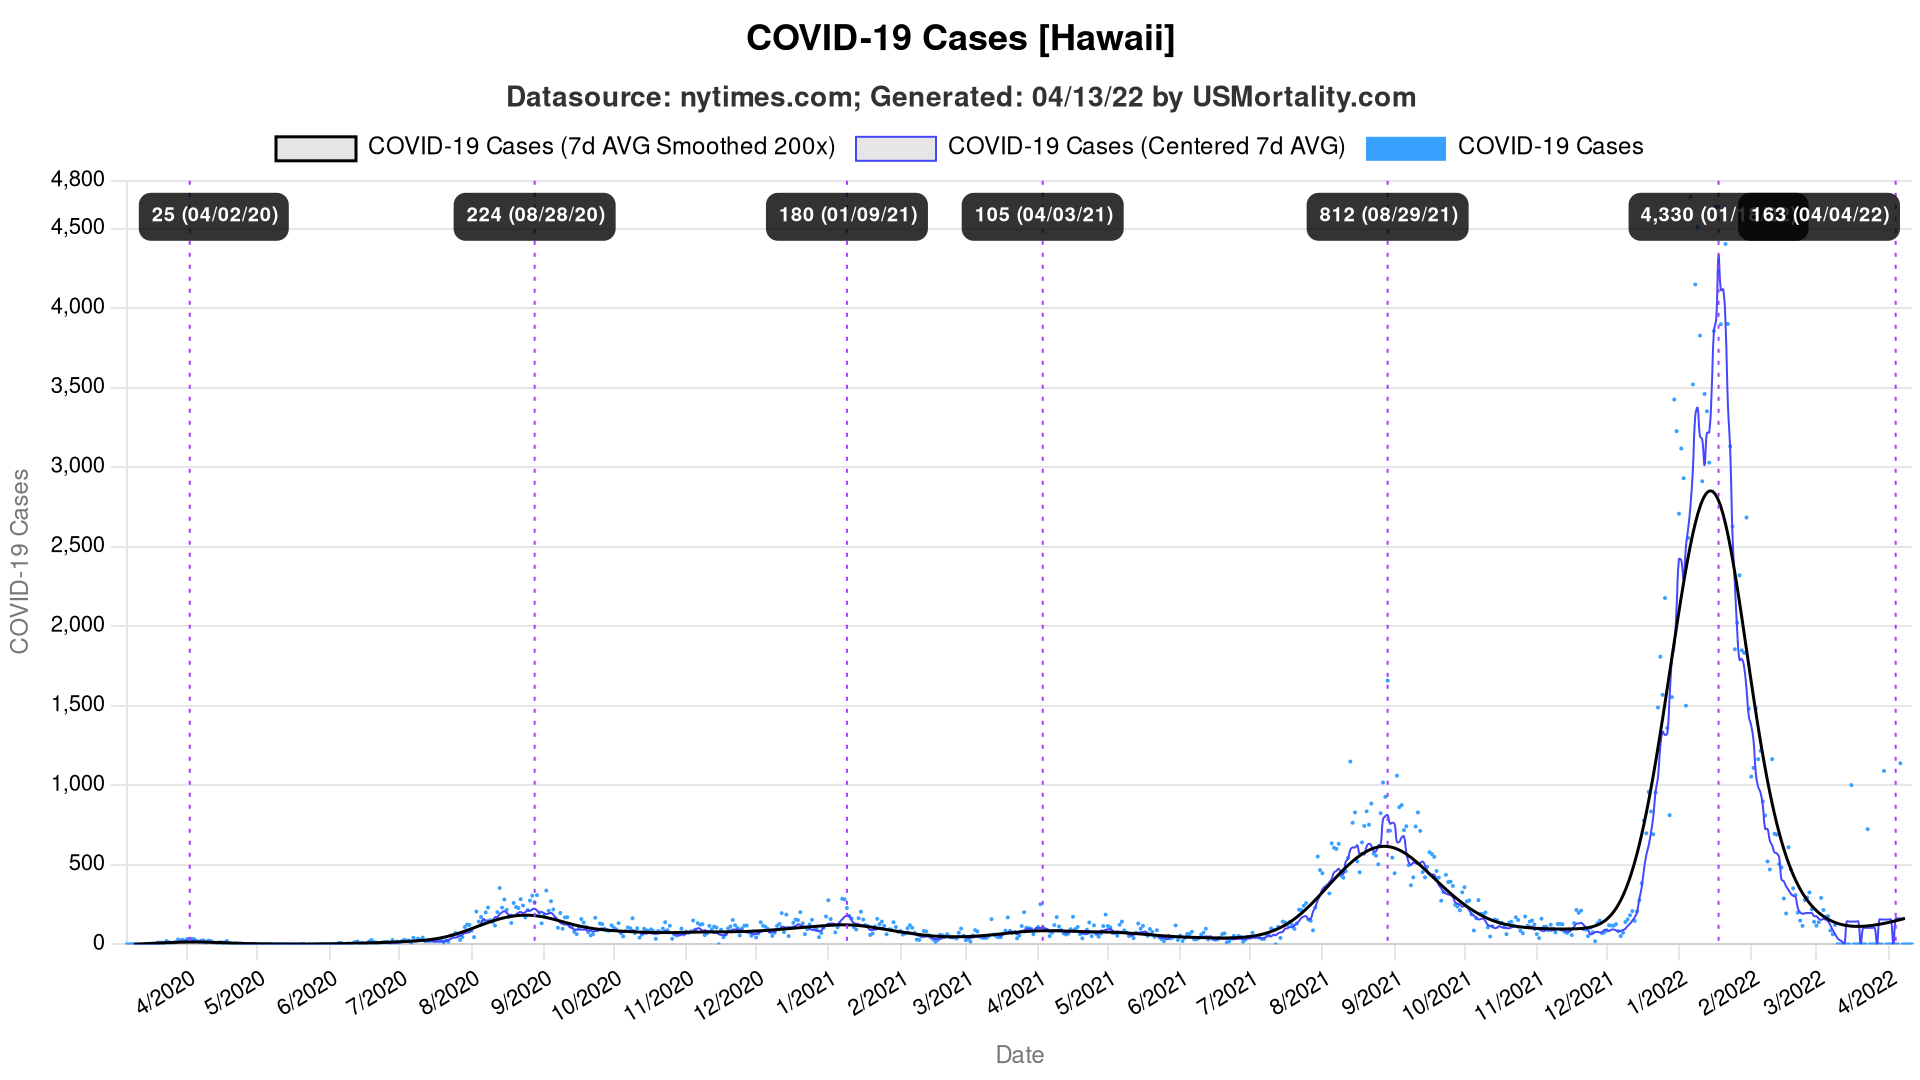 COVID-19 Cases [Hawaii]
Datasource: nytimes.com; Generated: 04/13/22 by USMortality.com
COVID-19 Cases (7d AVG Smoothed 200x) COVID-19 Cases (Centered 7d AVG) COVID-19 Cases
25 (04/02/20) 224 (08/28/20) 180 (01/09/21) 105 (04/03/21) 812 (08/29/21) 4,330 163 (04/04/22)
4,800
4,500
4,000
3,500
3,000
2,500
2,000
1,500
1,000
500
0
COVID-19 Cases
4/2020 5/2020 6/2020 7/2020 8/2020 9/2020 10/2020 11/2020 12/2020 1/2021 2/2021 3/2021 4/2021 5/2021 6/2021 7/2021 8/2021 9/2021 10/2021 11/2021 12/2021 1/2022 2/2022 3/2022 4/2022
Date